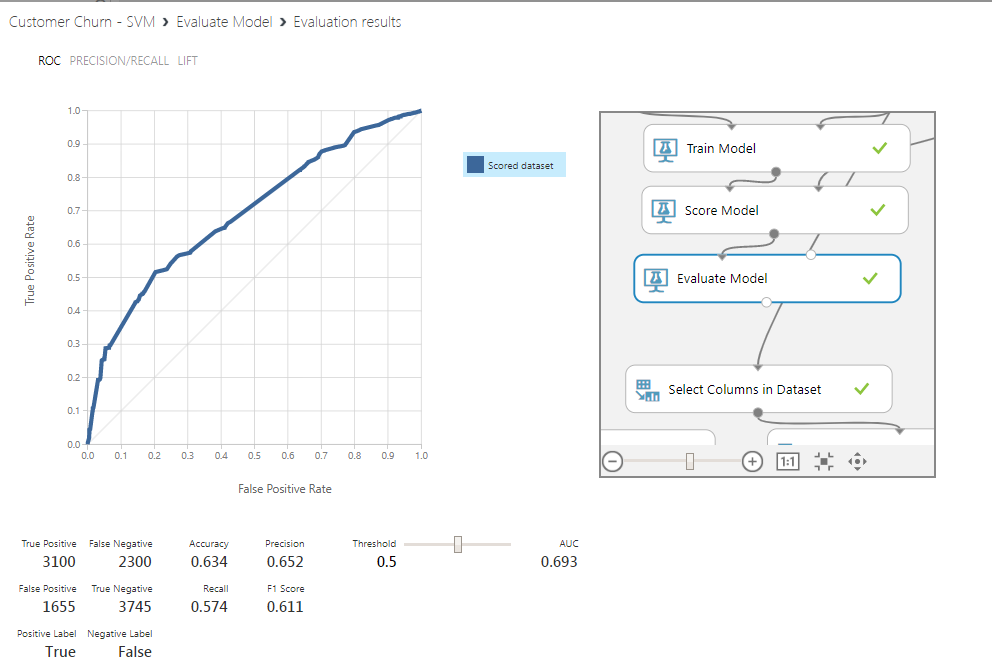 Customer Churn - SVM › Evaluate Model › Evaluation results
ROC PRECISION/RECALL LIFT
1.0
0.9
0.8
0.7
0.6
0.5
0.4
0.3
0.2
0.1
0.0
True Positive Rate
0.0 0.1 0.2 0.3 0.4 0.5 0.6 0.7 0.8 0.9 1.0
False Positive Rate
Scored dataset
Train Model
Score Model
Evaluate Model
Select Columns in Dataset
1:1
True Positive False Negative Accuracy Precision Threshold AUC
3100 2300 0.634 0.652 0.5 0.693
False Positive True Negative Recall F1 Score
1655 3745 0.574 0.611
Positive Label Negative Label
True False